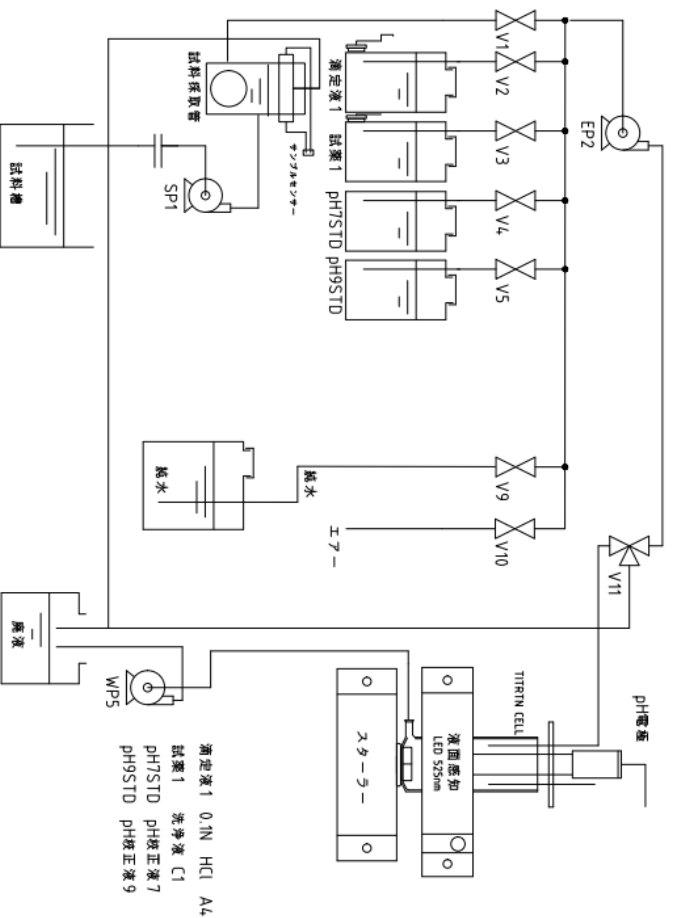 V1
V2
V3
V4
V5
V9
V10
V11
EP2
滴定液1
試薬1
pH7STD
pH9STD
試料採取管
サンプルセンサー
SP1
試料槽
純水
純水
エアー
廃液
WP5
pH電極
TITRTN CELL
液面感知
LED 525nm
スターラー
滴定液1 0.1N HCl A4
試薬1 洗浄液 C1
pH7STD pH校正液7
pH9STD pH校正液9